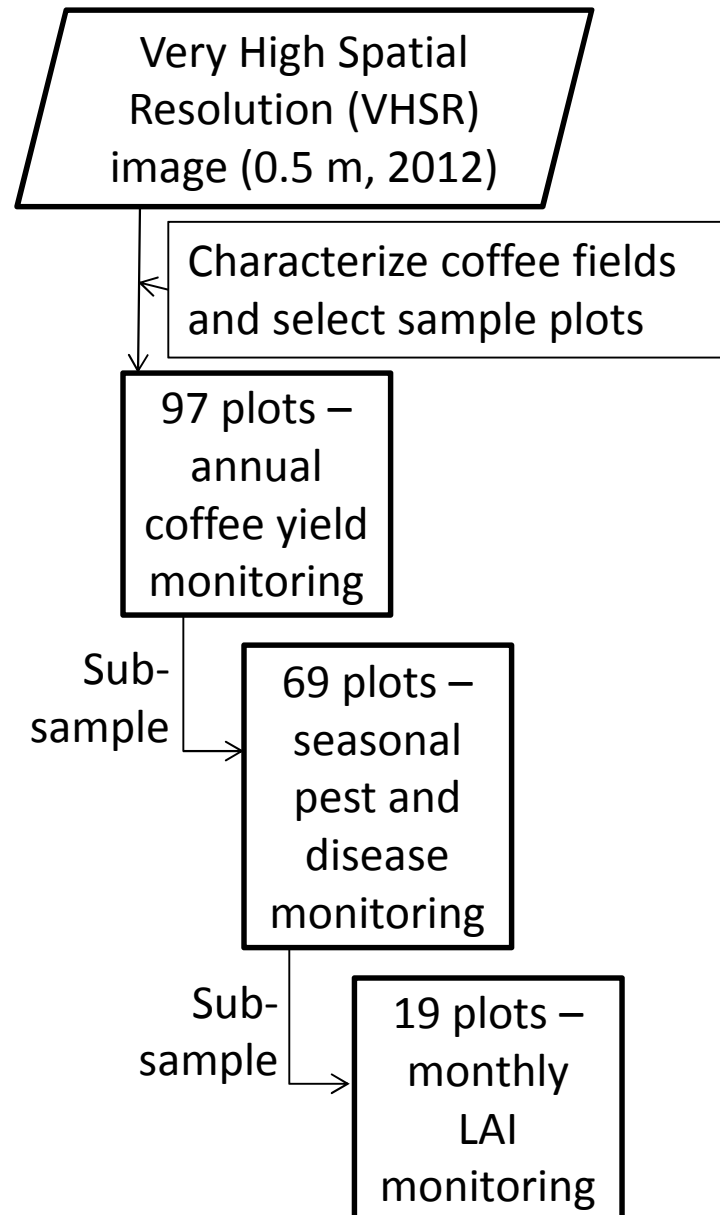 Very High Spatial
Resolution (VHSR)
image (0.5 m, 2012)
Characterize coffee fields
and select sample plots
97 plots –
annual
coffee yield
monitoring
Sub-
sample
69 plots –
seasonal
pest and
disease
monitoring
Sub-
sample
19 plots –
monthly
LAI
monitoring